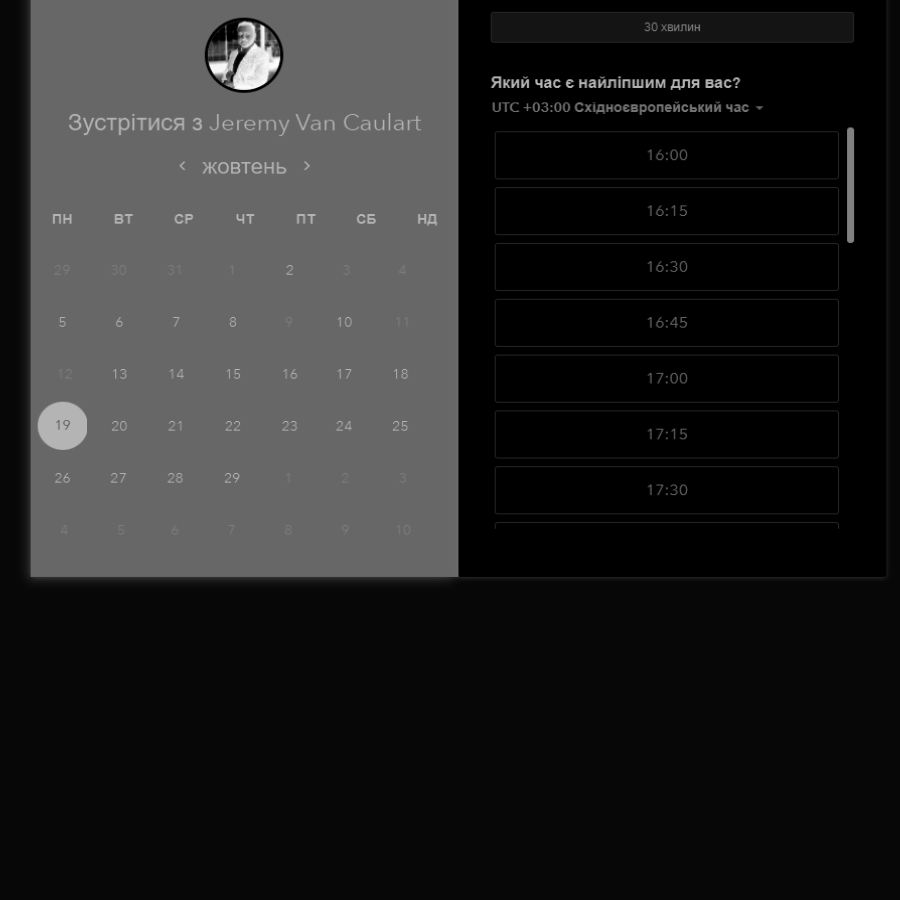 Зустрітися з Jeremy Van Caulart
жовтень
ПН ВТ СР ЧТ ПТ СБ НД
29 30 31 1 2 3 4
5 6 7 8 9 10 11
12 13 14 15 16 17 18
19 20 21 22 23 24 25
26 27 28 29 1 2 3
4 5 6 7 8 9 10
30 хвилин
Який час є найліпшим для вас?
UTC +03:00 Східноєвропейський час
16:00
16:15
16:30
16:45
17:00
17:15
17:30